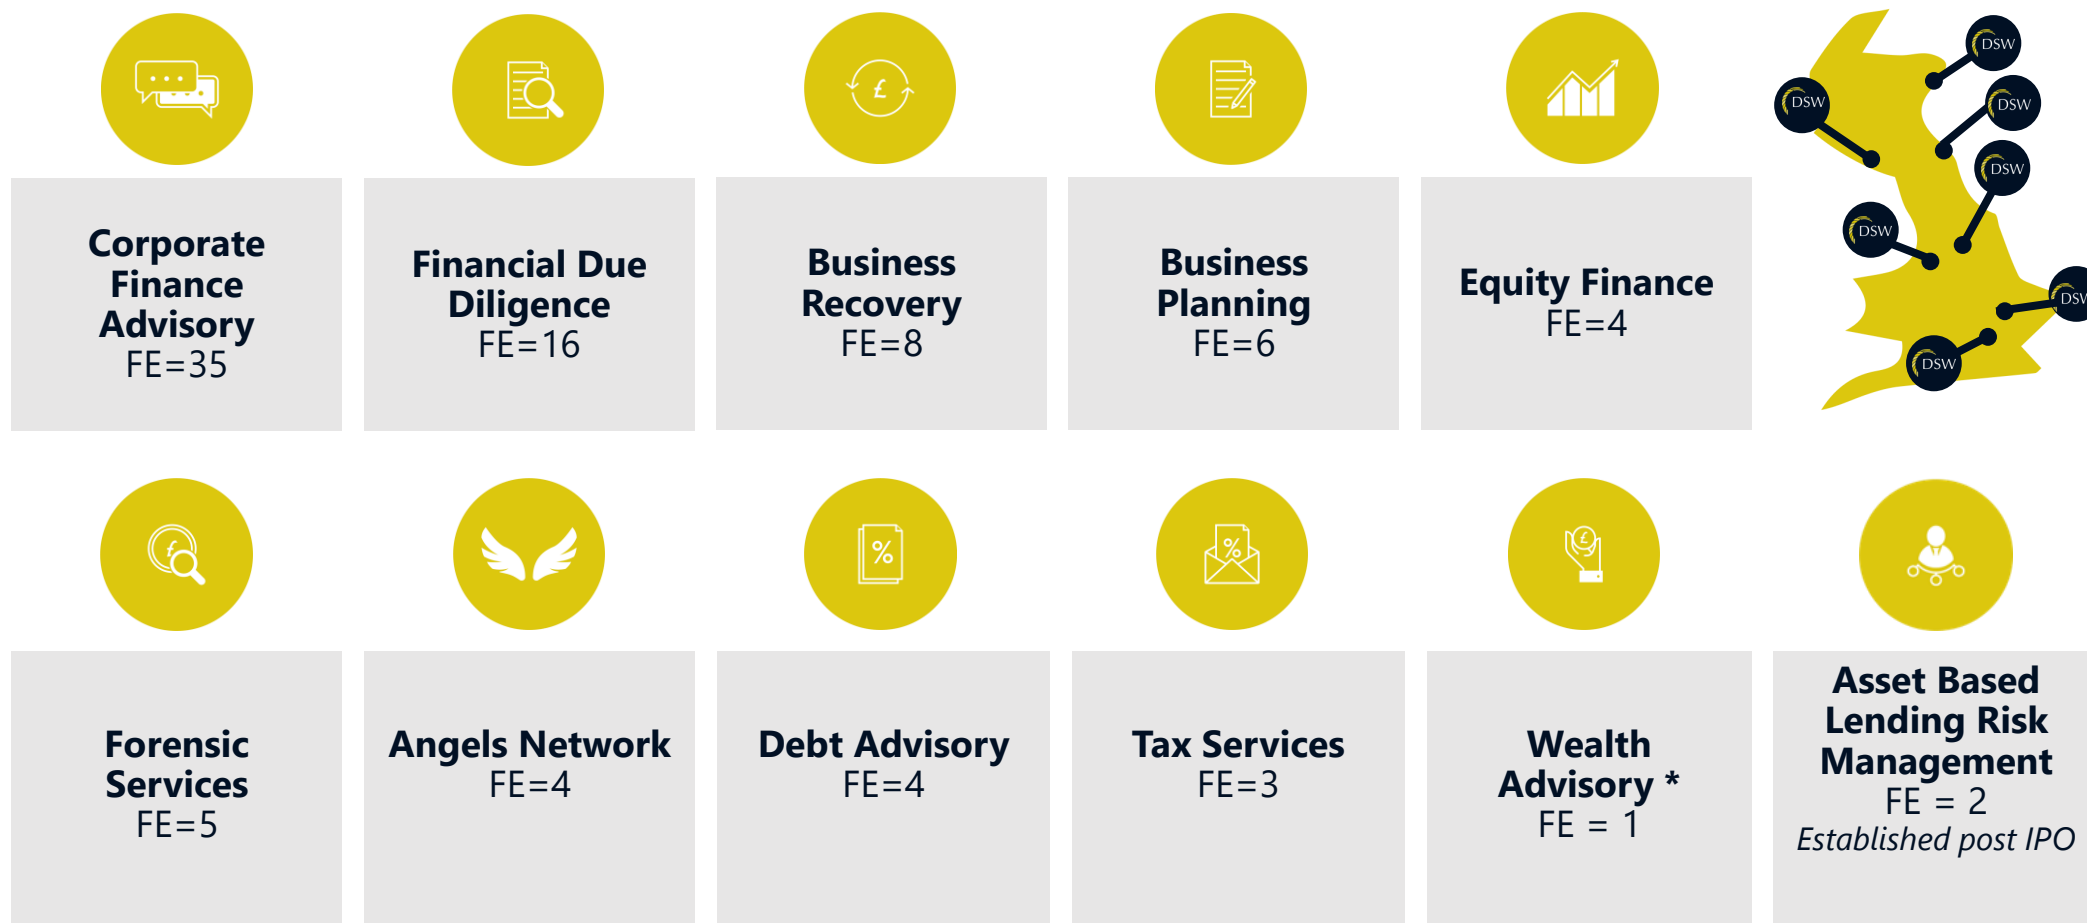 Corporate
Finance
Advisory
FE=35
Financial Due
Diligence
FE=16
Business
Recovery
FE=8
Business
Planning
FE=6
Equity Finance
FE=4
DSW
DSW
DSW
DSW
DSW
DSW
DSW
Forensic
Services
FE=5
Angels Network
FE=4
Debt Advisory
FE=4
Tax Services
FE=3
Wealth
Advisory *
FE = 1
Asset Based
Lending Risk
Management
FE = 2
Established post IPO